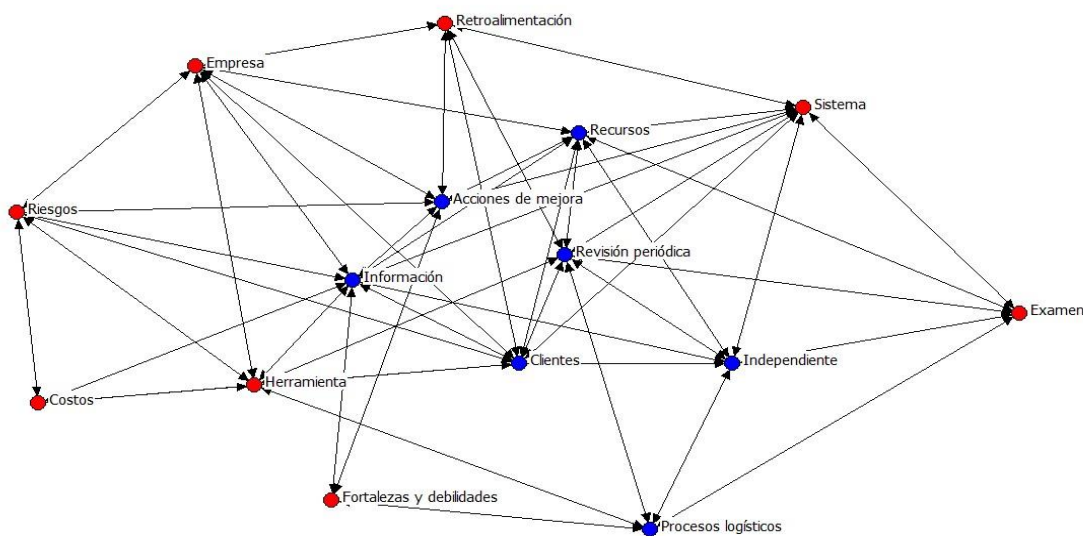 Retroalimentación
Empresa
Sistema
Recursos
Acciones de mejora
Riesgos
Revisión periódica
Información
Examen
Clientes
Independiente
Herramienta
Costos
Fortalezas y debilidades
Procesos logísticos